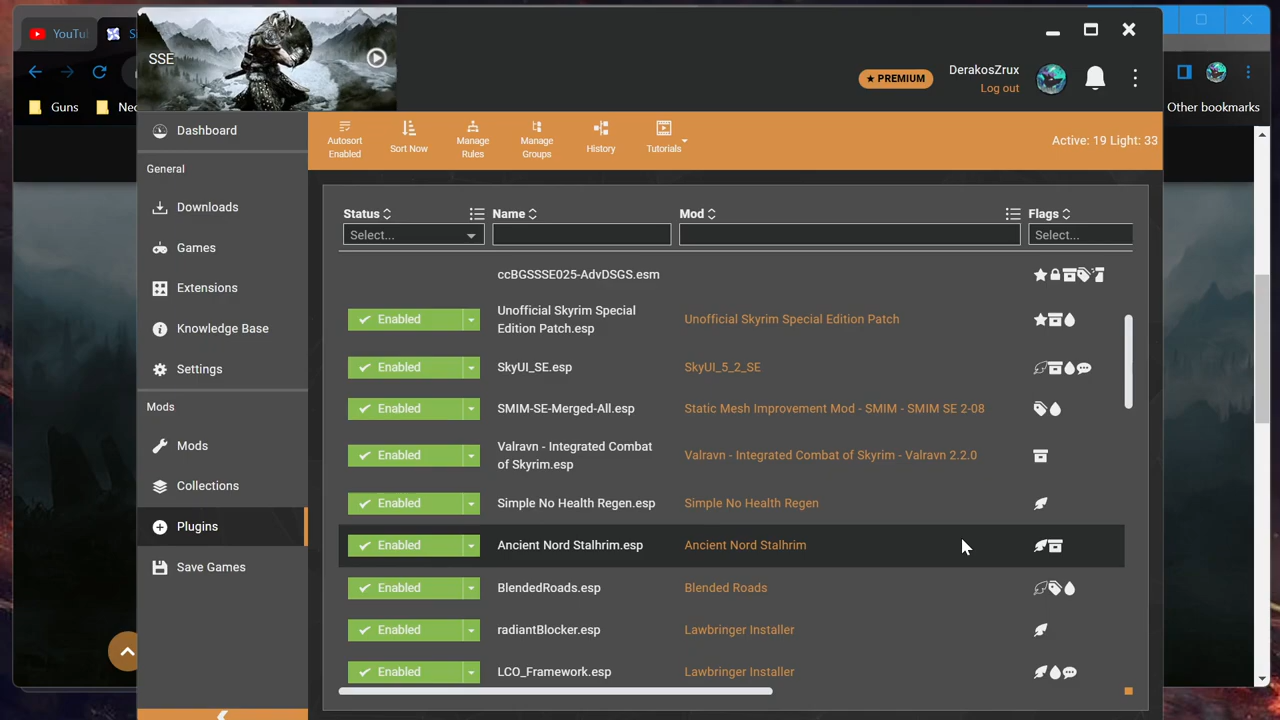 YouTu
S
SSE
★ PREMIUM
DerakosZrux
Log out
Guns
Nec
Other bookmarks
Dashboard
General
Downloads
Games
Extensions
Knowledge Base
Settings
Mods
Mods
Collections
Plugins
Save Games
Autosort
Enabled
Sort Now
Manage
Rules
Manage
Groups
History
Tutorials
Active: 19 Light: 33
Status Name Mod Flags
Select... Select...
ccBGSSSE025-AdvDSGS.esm
Enabled Unofficial Skyrim Special
Edition Patch.esp Unofficial Skyrim Special Edition Patch
Enabled SkyUI_SE.esp SkyUI_5_2_SE
Enabled SMIM-SE-Merged-All.esp Static Mesh Improvement Mod - SMIM - SMIM SE 2-08
Enabled Valravn - Integrated Combat
of Skyrim.esp Valravn - Integrated Combat of Skyrim - Valravn 2.2.0
Enabled Simple No Health Regen.esp Simple No Health Regen
Enabled Ancient Nord Stalhrim.esp Ancient Nord Stalhrim
Enabled BlendedRoads.esp Blended Roads
Enabled radiantBlocker.esp Lawbringer Installer
Enabled LCO_Framework.esp Lawbringer Installer